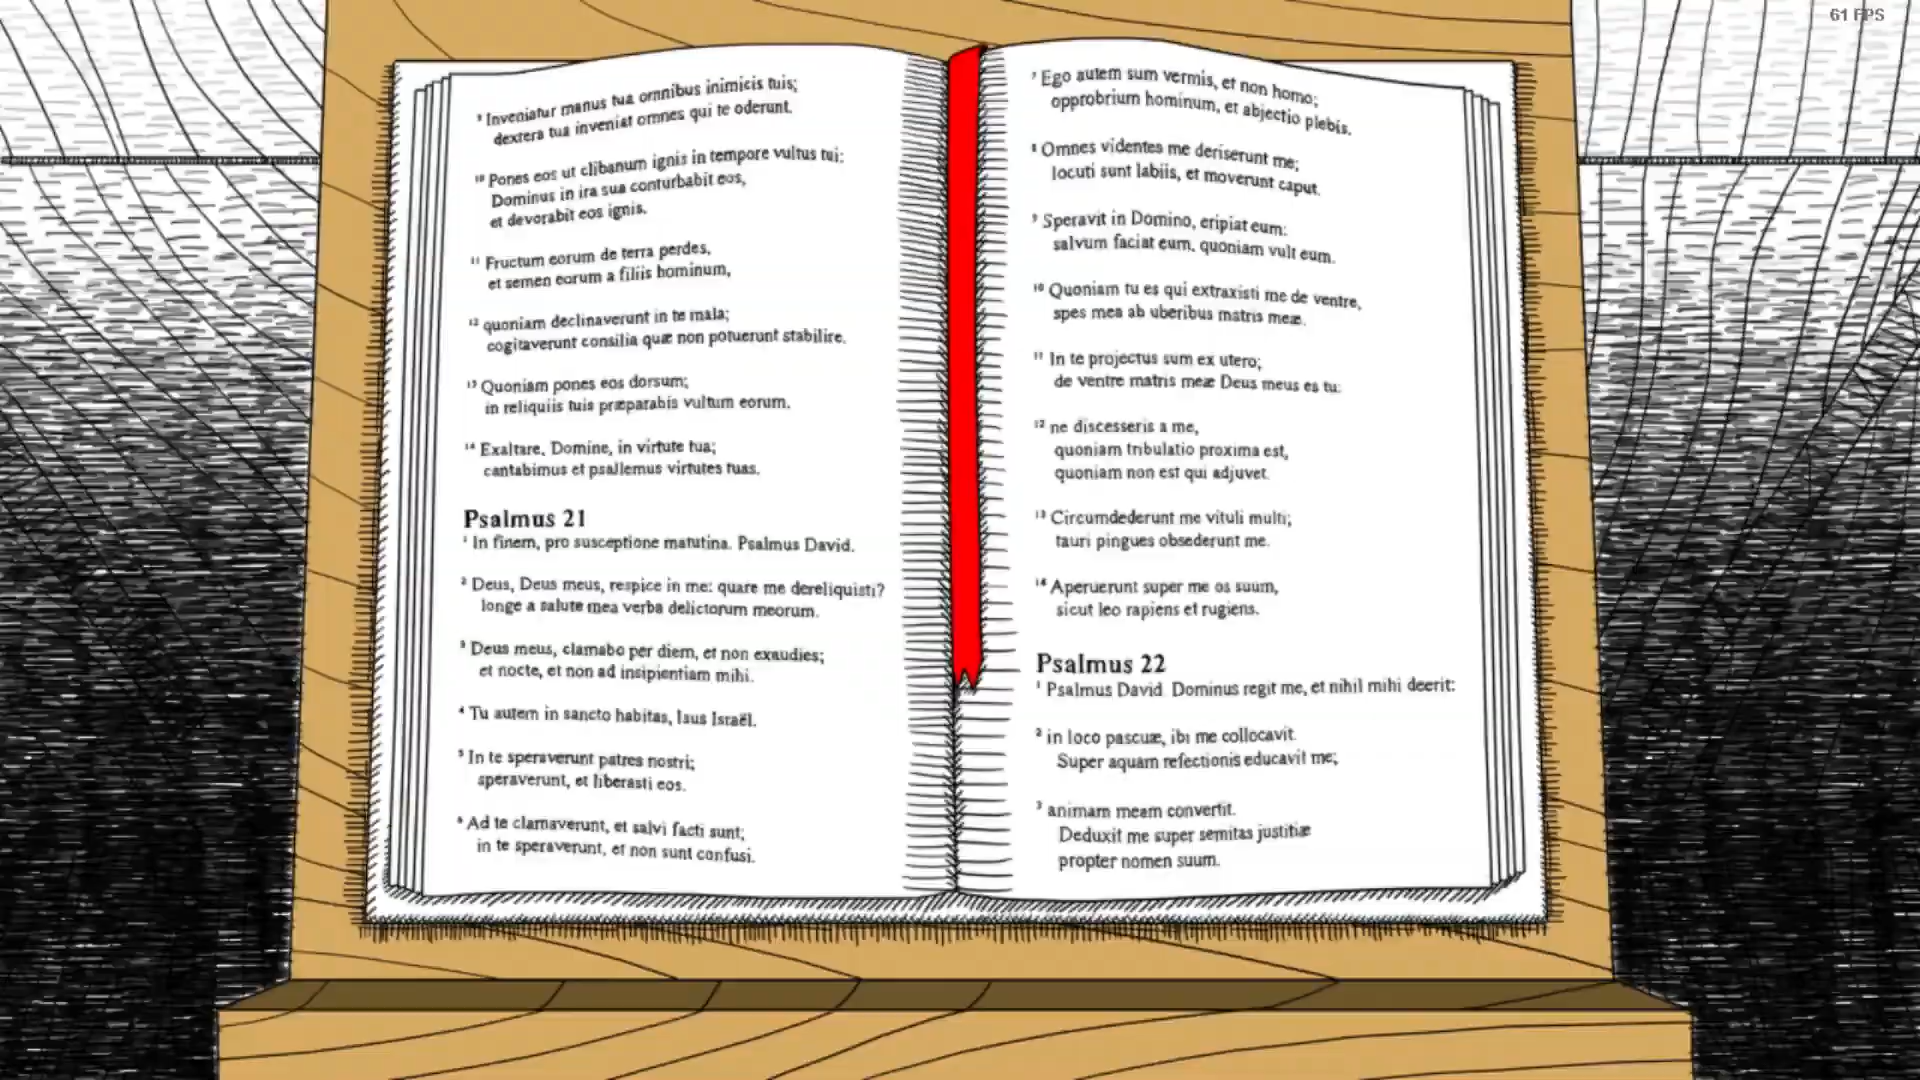 61 FPS
⁹ Inveniatur manus tua omnibus inimicis tuis;
dextera tua inveniat omnes qui te oderunt.
¹⁰ Pones eos ut clibanum ignis in tempore vultus tui:
Dominus in ira sua conturbabit eos,
et devorabit eos ignis.
¹¹ Fructum eorum de terra perdes,
et semen eorum a filiis hominum,
¹² quoniam declinaverunt in te mala;
cogitaverunt consilia quæ non potuerunt stabilire.
¹³ Quoniam pones eos dorsum;
in reliquiis tuis præparabis vultum eorum.
¹⁴ Exaltare, Domine, in virtute tua;
cantabimus et psallemus virtutes tuas.
Psalmus 21
¹ In finem, pro susceptione matutina. Psalmus David.
² Deus, Deus meus, respice in me: quare me dereliquisti?
longe a salute mea verba delictorum meorum.
³ Deus meus, clamabo per diem, et non exaudies;
et nocte, et non ad insipientiam mihi.
⁴ Tu autem in sancto habitas, laus Israël.
⁵ In te speraverunt patres nostri;
speraverunt, et liberasti eos.
⁶ Ad te clamaverunt, et salvi facti sunt;
in te speraverunt, et non sunt confusi.
⁷ Ego autem sum vermis, et non homo;
opprobrium hominum, et abjectio plebis.
⁸ Omnes videntes me deriserunt me;
locuti sunt labiis, et moverunt caput.
⁹ Speravit in Domino, eripiat eum:
salvum faciat eum, quoniam vult eum.
¹⁰ Quoniam tu es qui extraxisti me de ventre,
spes mea ab uberibus matris meæ.
¹¹ In te projectus sum ex utero;
de ventre matris meæ Deus meus es tu:
¹² ne discesseris a me,
quoniam tribulatio proxima est,
quoniam non est qui adjuvet.
¹³ Circumdederunt me vituli multi;
tauri pingues obsederunt me.
¹⁴ Aperuerunt super me os suum,
sicut leo rapiens et rugiens.
Psalmus 22
¹ Psalmus David. Dominus regit me, et nihil mihi deerit:
² in loco pascuæ, ibi me collocavit.
Super aquam refectionis educavit me;
³ animam meam convertit.
Deduxit me super semitas justitiæ
propter nomen suum.